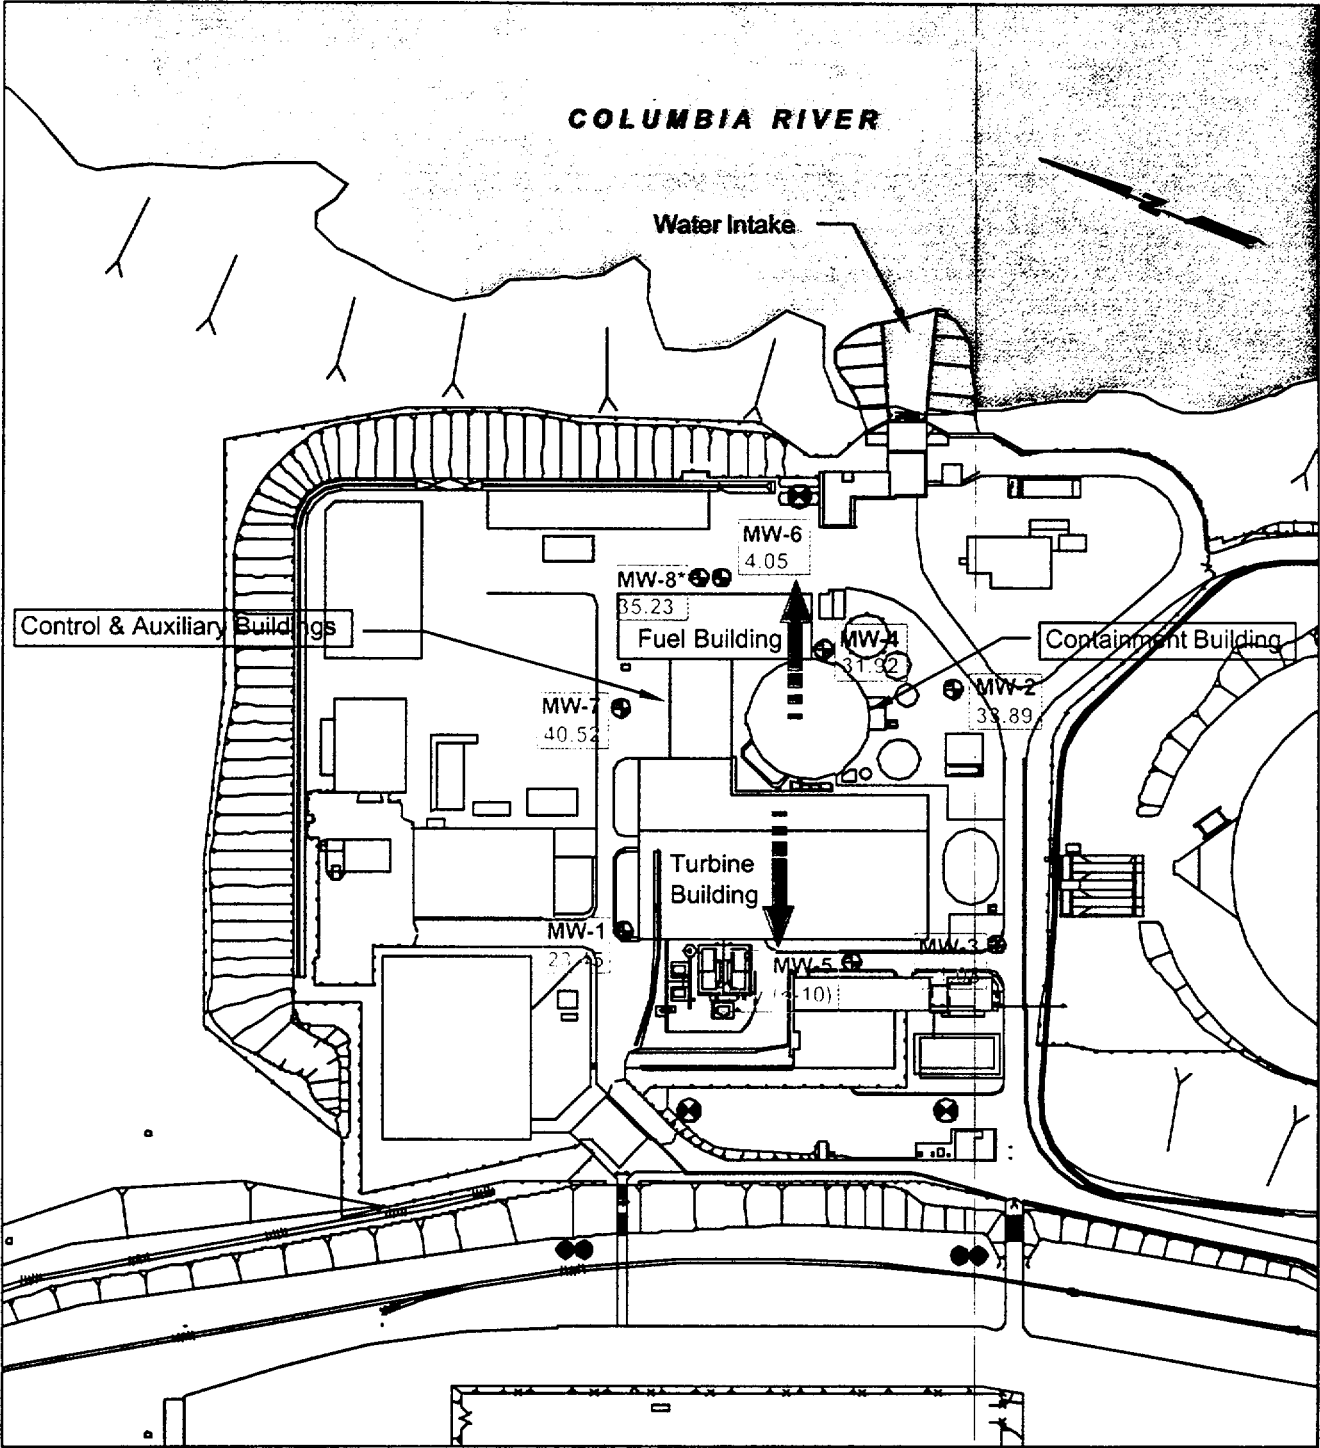 COLUMBIA RIVER
N
Water Intake
MW-6
4.05
MW-8*
35.23
Control & Auxiliary Buildings
Fuel Building
MW-4
31.92
Containment Building
MW-2
33.89
MW-7
40.52
Turbine
Building
MW-1
MW-3
MW-5